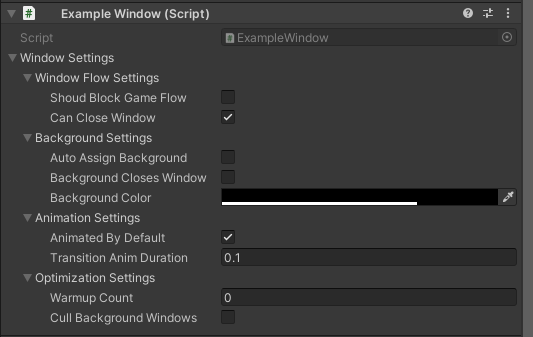 Example Window (Script)
Script ExampleWindow
Window Settings
Window Flow Settings
Shoud Block Game Flow
Can Close Window
Background Settings
Auto Assign Background
Background Closes Window
Background Color
Animation Settings
Animated By Default
Transition Anim Duration 0.1
Optimization Settings
Warmup Count 0
Cull Background Windows